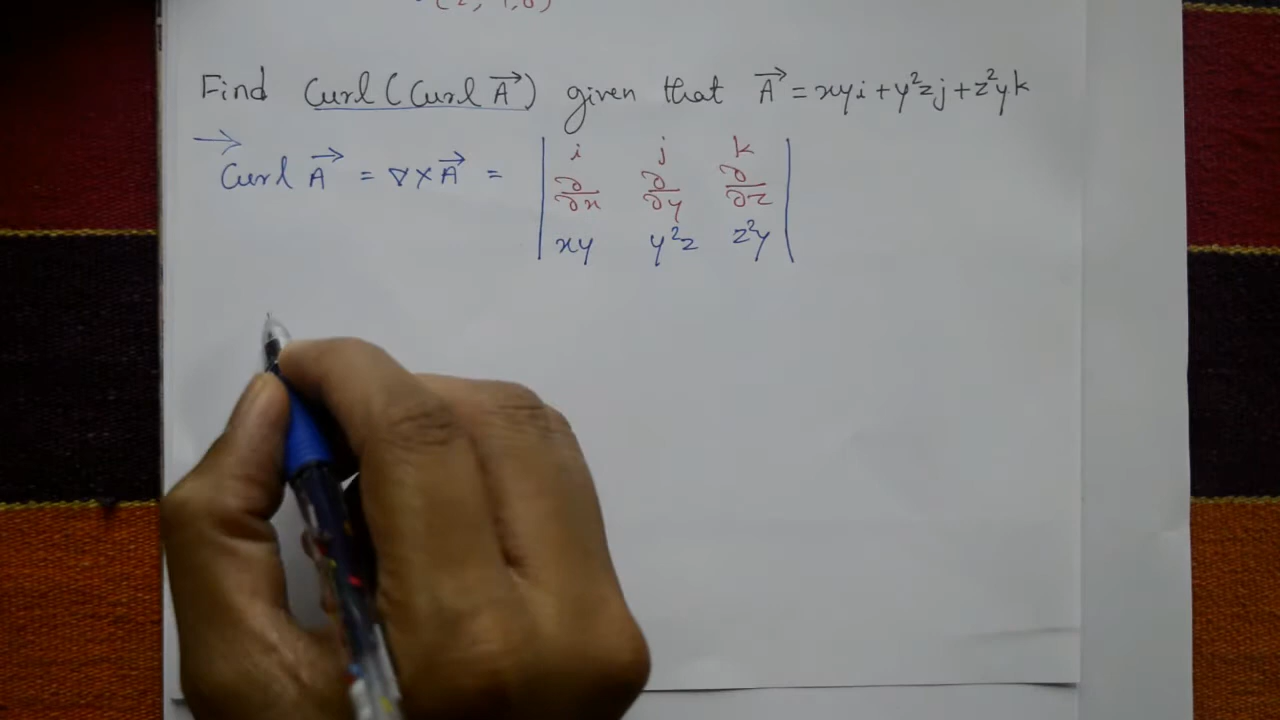 Find Curl (Curl A⃗) given that A⃗ = xyi + y²zj + z²yk
→ Curl A⃗ = ∇ × A⃗ = | i j k |
| ∂/∂x ∂/∂y ∂/∂z |
| xy y²z z²y |